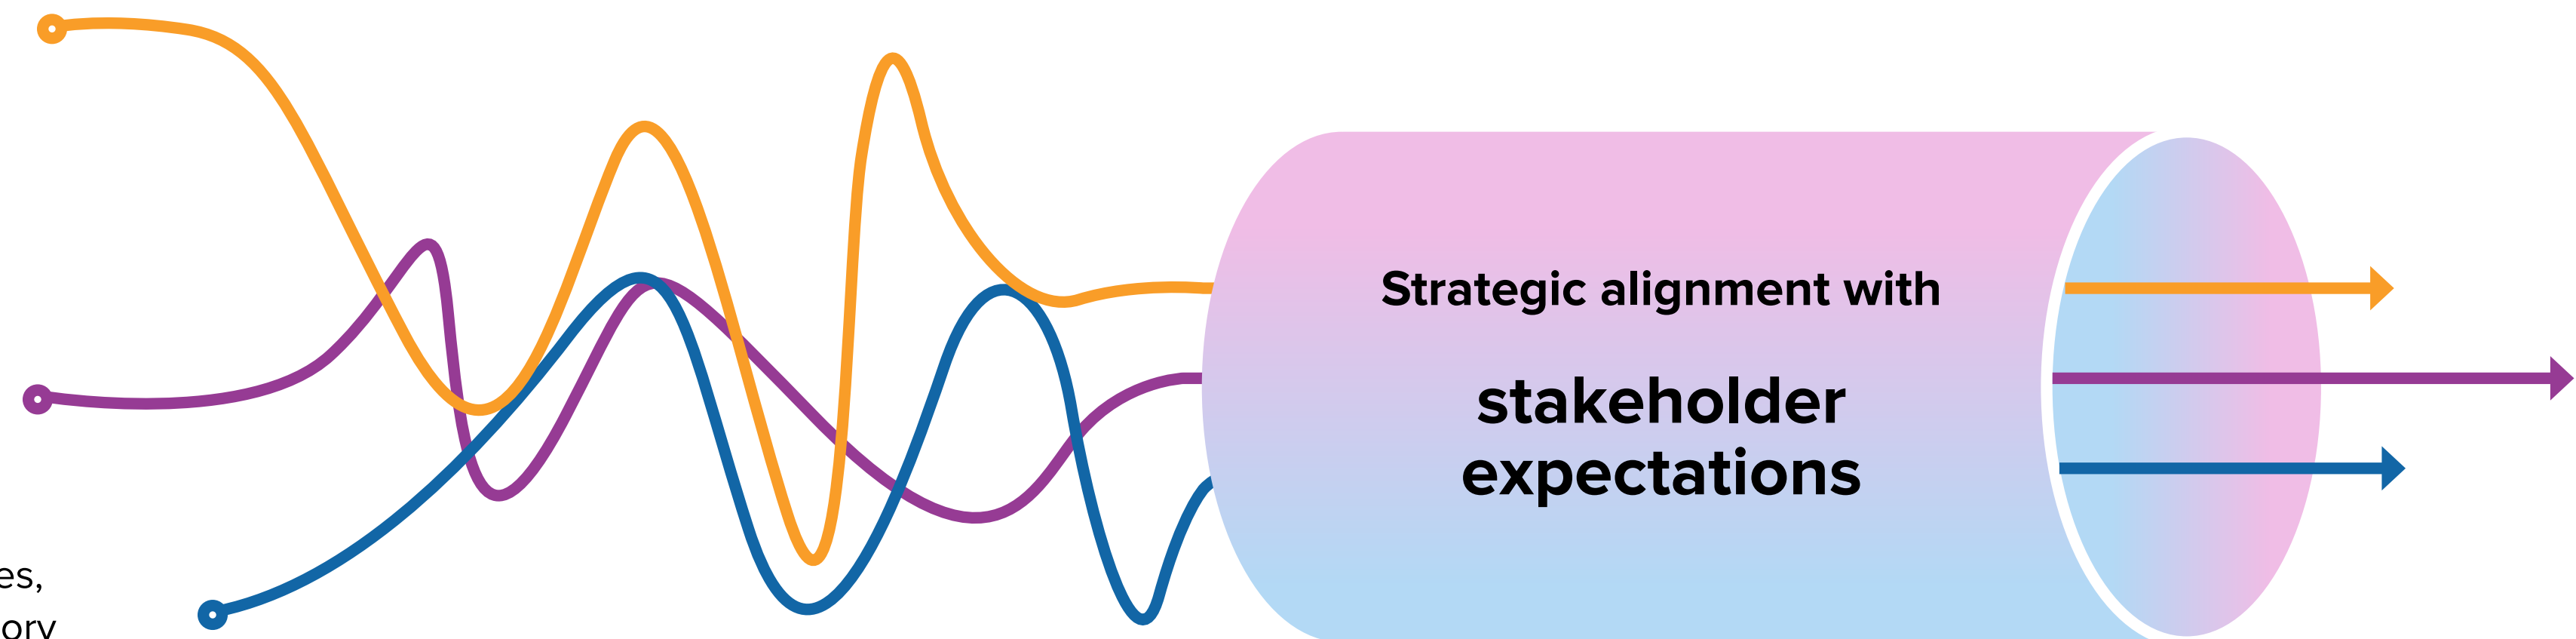 Strategic alignment with
stakeholder
expectations
es,
ory